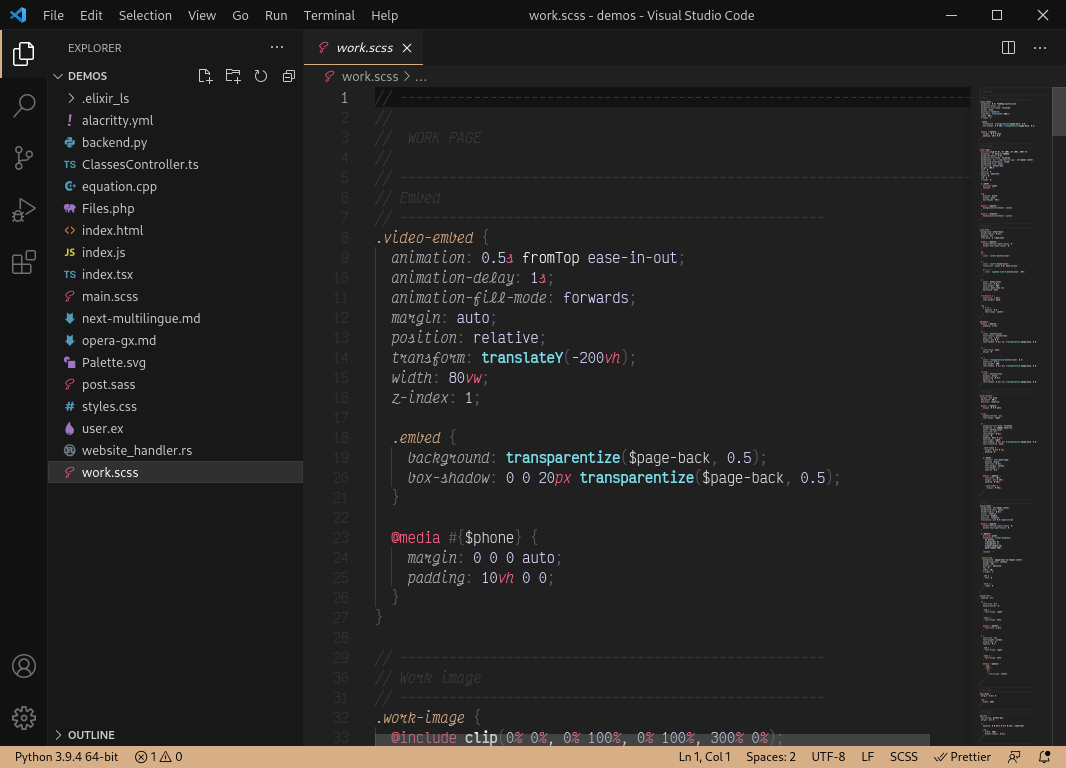 File Edit Selection View Go Run Terminal Help work.scss - demos - Visual Studio Code
EXPLORER
DEMOS
.elixir_ls
alacritty.yml
backend.py
TS ClassesController.ts
equation.cpp
Files.php
index.html
JS index.js
TS index.tsx
main.scss
next-multilingue.md
opera-gx.md
Palette.svg
post.sass
# styles.css
user.ex
website_handler.rs
work.scss
OUTLINE
work.scss
work.scss > ...
1 // ----------------------------------------------------------------------
2 //
3 //  WORK PAGE
4 //
5 // ----------------------------------------------------------------------
6 // Embed
7 // ----------------------------------------------------
8 .video-embed {
9   animation: 0.5s fromTop ease-in-out;
10   animation-delay: 1s;
11   animation-fill-mode: forwards;
12   margin: auto;
13   position: relative;
14   transform: translateY(-200vh);
15   width: 80vw;
16   z-index: 1;
17
18   .embed {
19     background: transparentize($page-back, 0.5);
20     box-shadow: 0 0 20px transparentize($page-back, 0.5);
21   }
22
23   @media #{$phone} {
24     margin: 0 0 0 auto;
25     padding: 10vh 0 0;
26   }
27 }
28
29 // ----------------------------------------------------
30 // Work image
31 // ----------------------------------------------------
32 .work-image {
33   @include clip(0% 0%, 0% 100%, 0% 100%, 300% 0%);
Python 3.9.4 64-bit 1 0 Ln 1, Col 1 Spaces: 2 UTF-8 LF SCSS Prettier